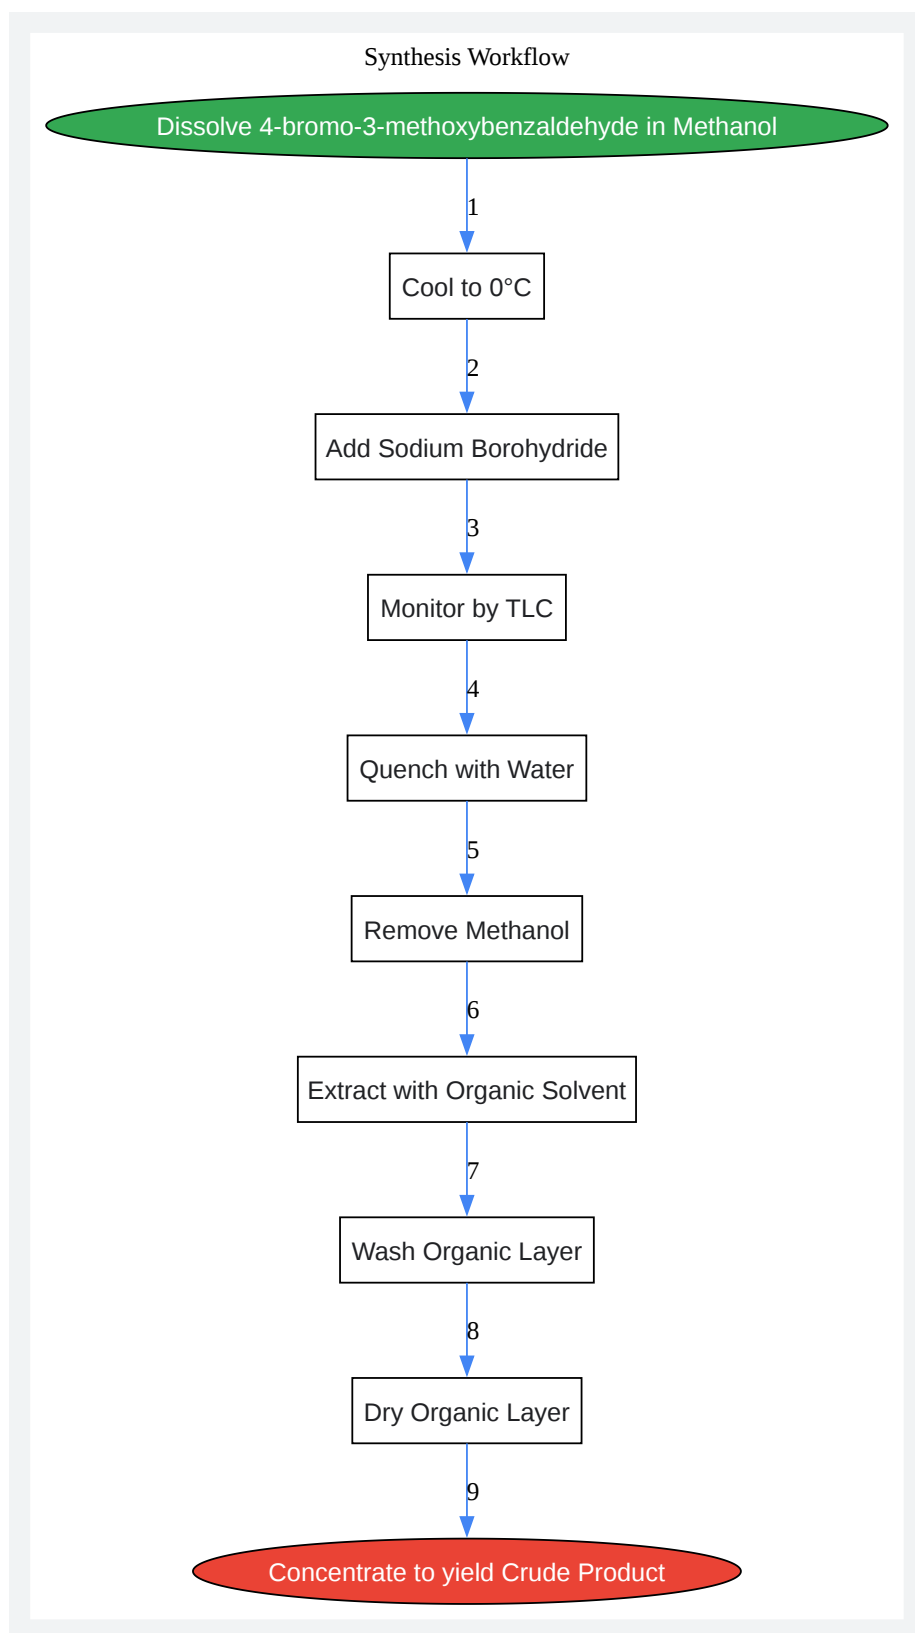 Synthesis Workflow
Dissolve 4-bromo-3-methoxybenzaldehyde in Methanol
1
Cool to 0°C
2
Add Sodium Borohydride
3
Monitor by TLC
4
Quench with Water
5
Remove Methanol
6
Extract with Organic Solvent
7
Wash Organic Layer
8
Dry Organic Layer
9
Concentrate to yield Crude Product